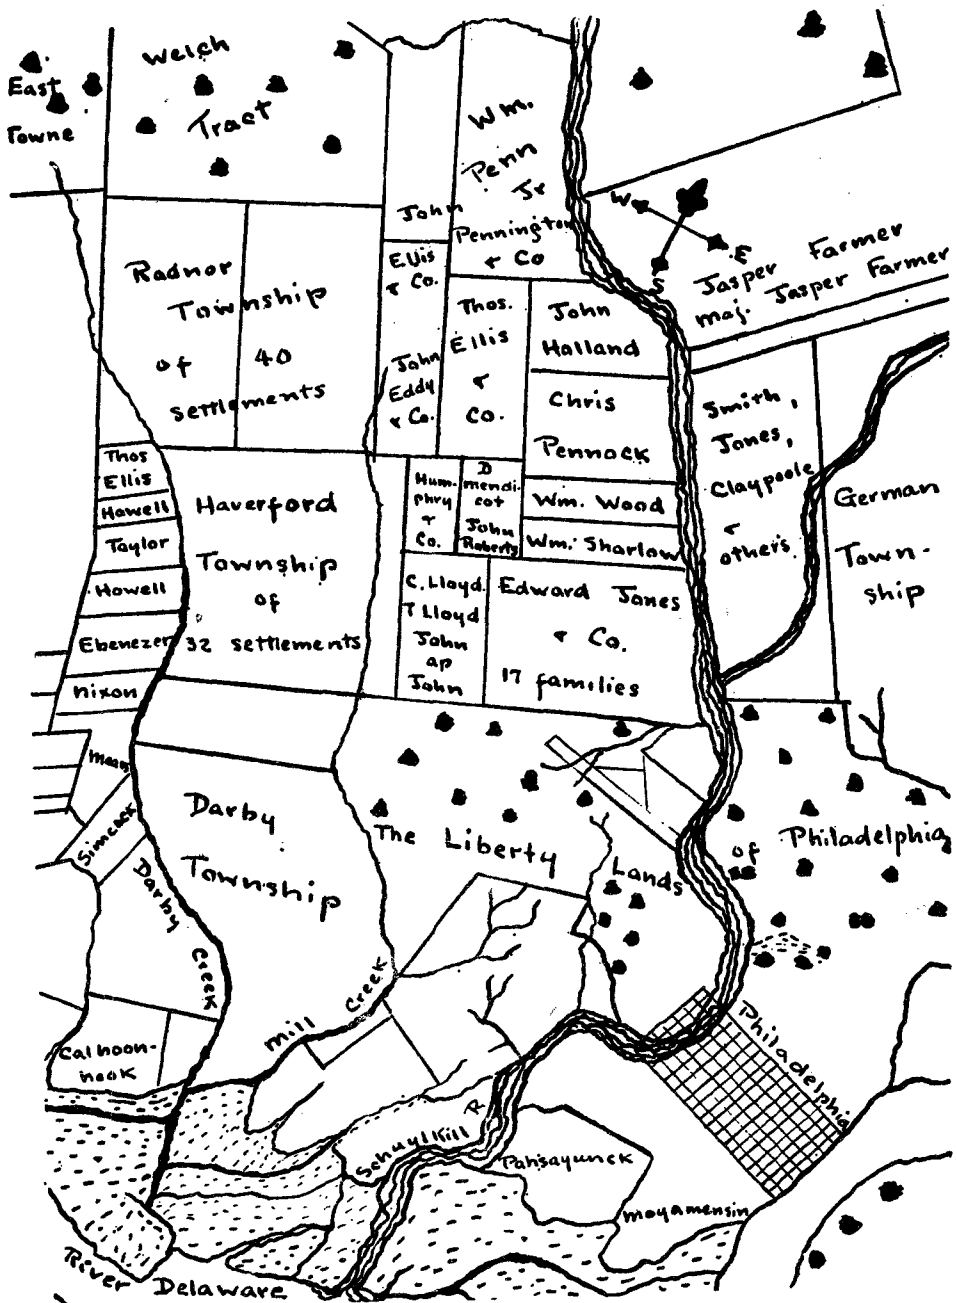 Welch
Tract
East
Towne
Wm.
Penn
Jr
John
Pennington
& Co
W
E
S
Jasper Farmer
maj. Jasper Farmer
Radnor
Township
of 40
settlements
Ellis
& Co.
John
Eddy
& Co.
Thos.
Ellis
&
Co.
John
Halland
Chris
Pennock
Wm. Wood
Wm. Sharlow
Smith,
Jones,
Claypoole
&
others.
German
Town-
ship
Thos
Ellis
Howell
Taylor
Howell
Ebenezer
Nixon
Haverford
Township
of
32 settlements
Hum-
phry
&
Co.
D
mendi-
cot
John
Roberts
C. Lloyd
T Lloyd
John
ap
John
Edward Jones
& Co.
17 families
Simcock
Darby
Township
The Liberty
Lands
of Philadelphia
Darby
Creek
Mill Creek
Calhoon-
nook
Philadelphia
Schuylkill R
Pahsayunck
moyamensin
River Delaware